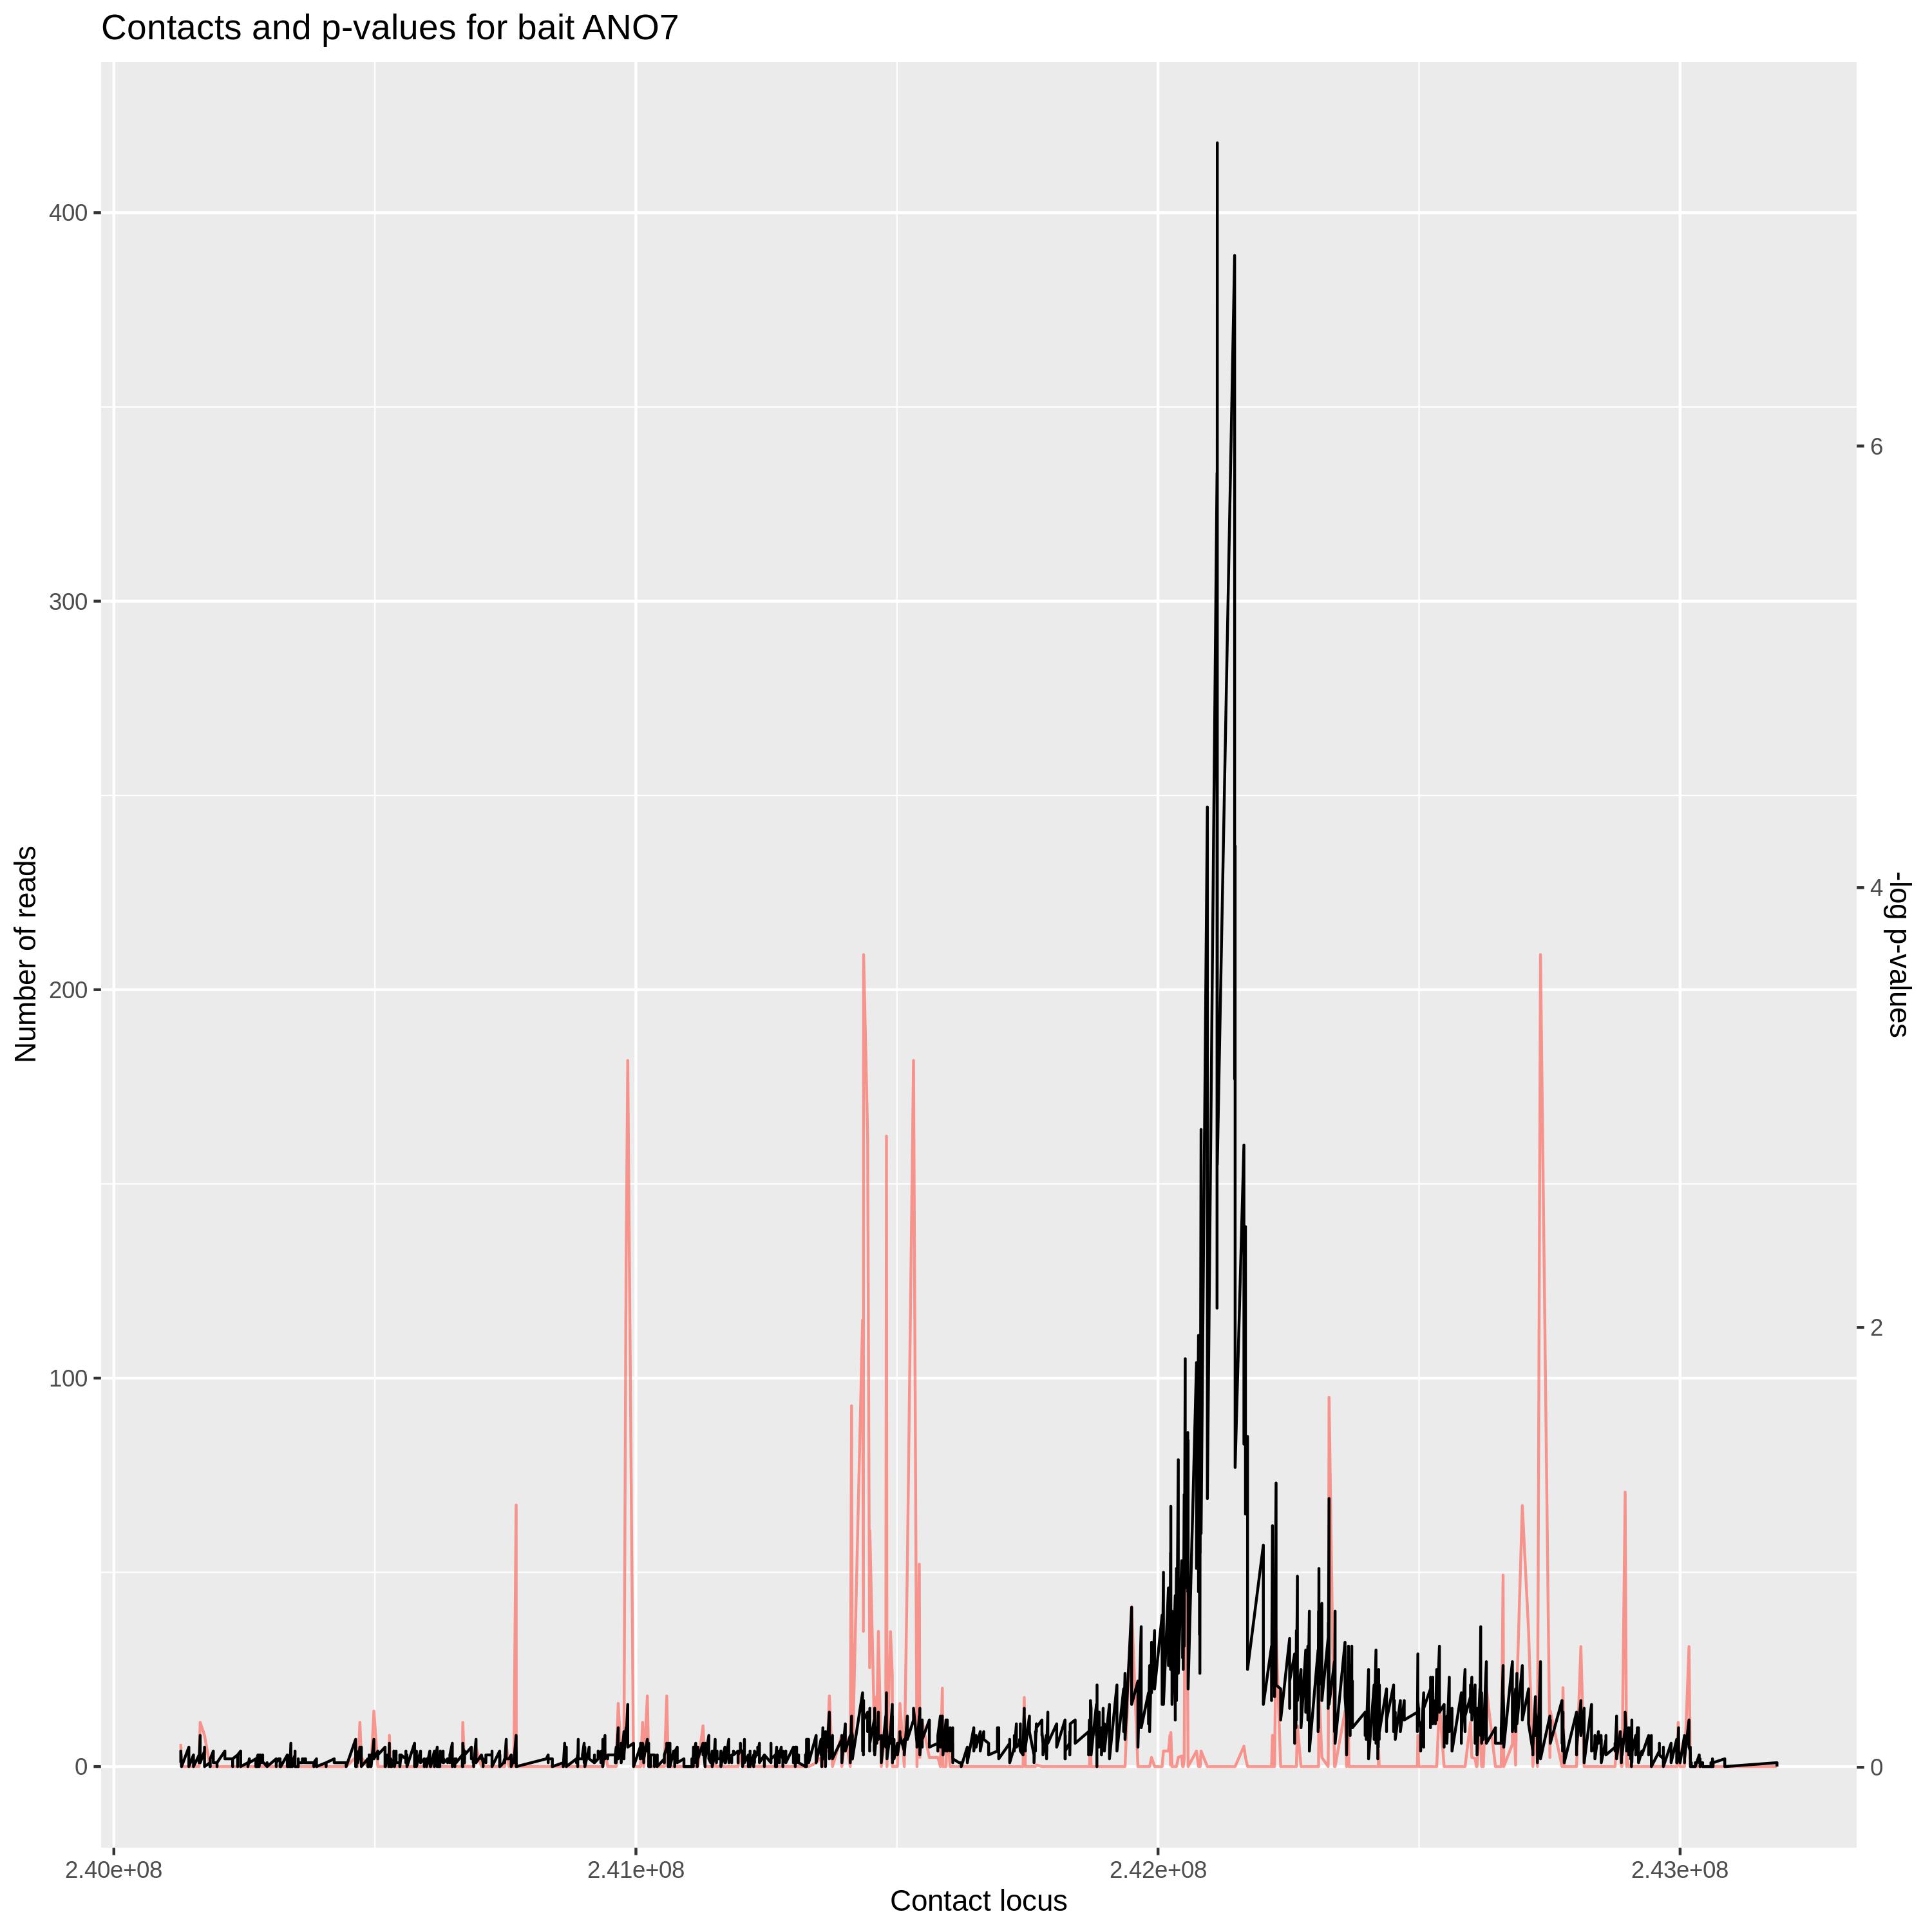 Contacts and p-values for bait ANO7
400
300
200
100
0
Number of reads
6
4
2
0
-log p-values
2.40e+08
2.41e+08
2.42e+08
2.43e+08
Contact locus